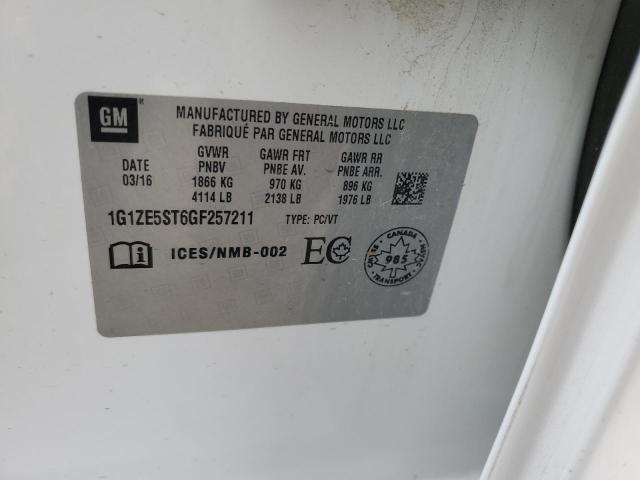 GM
MANUFACTURED BY GENERAL MOTORS LLC
FABRIQUÉ PAR GENERAL MOTORS LLC
DATE GVWR GAWR FRT GAWR RR
PNBV PNBE AV. PNBE ARR.
03/16 1866 KG 970 KG 896 KG
4114 LB 2138 LB 1976 LB
1G1ZE5ST6GF257211 TYPE: PC/VT
ICES/NMB-002 EC
CANADA
985
TRANSPORT